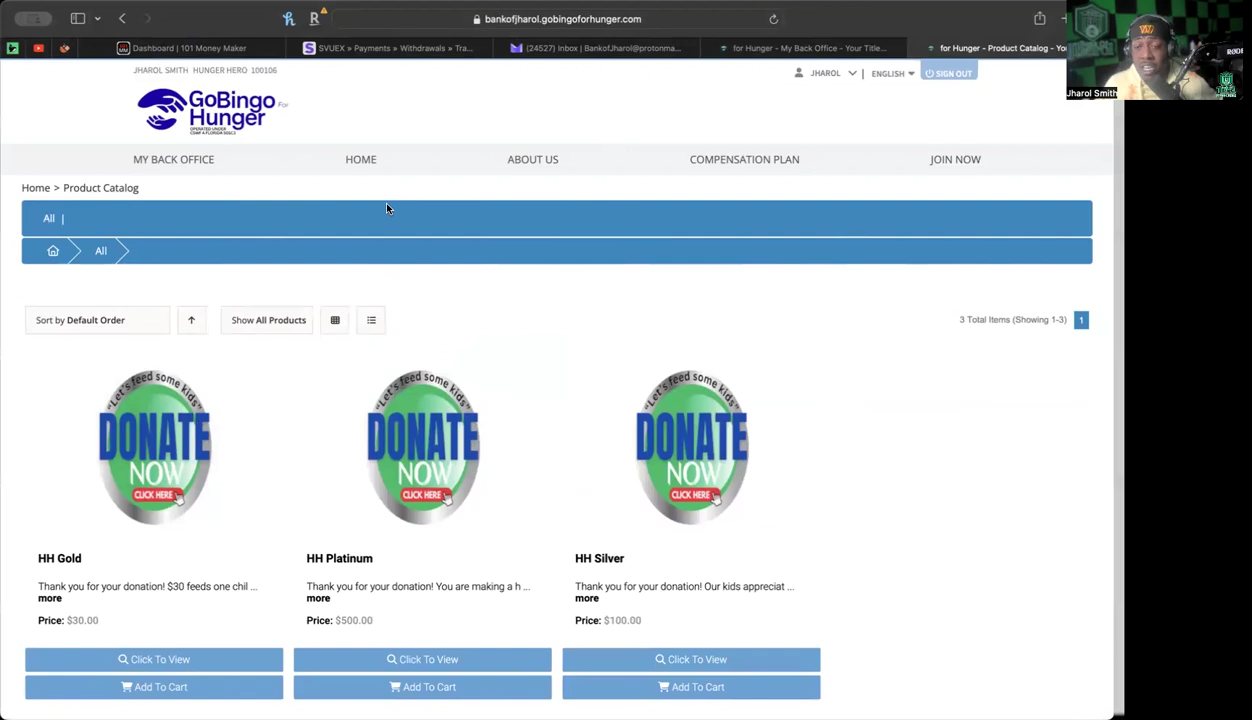 bankofjharol.gobingoforhunger.com
Dashboard | 101 Money Maker
SVUEX » Payments » Withdrawals » Tra...
(24527) Inbox | BankofJharol@protonma...
for Hunger - My Back Office - Your Title...
for Hunger - Product Catalog - Yo
Jharol Smith
JHAROL SMITH HUNGER HERO 100106
JHAROL
ENGLISH
SIGN OUT
GoBingo For
Hunger
MY BACK OFFICE
HOME
ABOUT US
COMPENSATION PLAN
JOIN NOW
Home > Product Catalog
All |
All
Sort by Default Order
Show All Products
3 Total Items (Showing 1-3)
1
"Let's feed some kids"
DONATE
NOW
CLICK HERE
"Let's feed some kids"
DONATE
NOW
CLICK HERE
"Let's feed some kids"
DONATE
NOW
CLICK HERE
HH Gold
HH Platinum
HH Silver
Thank you for your donation! $30 feeds one chil ...
more
Thank you for your donation! You are making a h ...
more
Thank you for your donation! Our kids appreciat ...
more
Price: $30.00
Price: $500.00
Price: $100.00
Click To View
Click To View
Click To View
Add To Cart
Add To Cart
Add To Cart